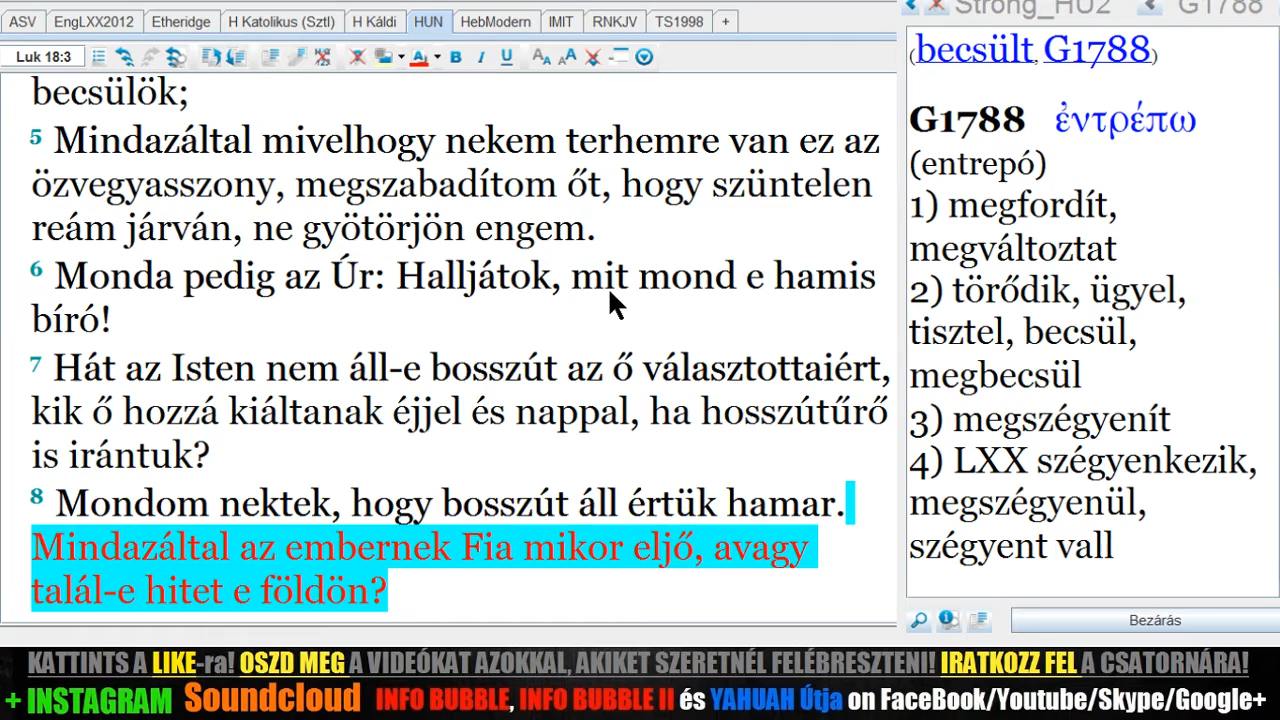 ASV EngLXX2012 Etheridge H Katolikus (Sztl) H Káldi HUN HebModern IMIT RNKJV TS1998 +
Luk 18:3
becsülök;
5 Mindazáltal mivelhogy nekem terhemre van ez az
özvegyasszony, megszabadítom őt, hogy szüntelen
reám járván, ne gyötörjön engem.
6 Monda pedig az Úr: Halljátok, mit mond e hamis
bíró!
7 Hát az Isten nem áll-e bosszút az ő választottaiért,
kik ő hozzá kiáltanak éjjel és nappal, ha hosszútűrő
is irántuk?
8 Mondom nektek, hogy bosszút áll értük hamar.
Mindazáltal az embernek Fia mikor eljő, avagy
talál-e hitet e földön?
Strong_HU2 G1788
(becsült, G1788)
G1788 ἐντρέπω
(entrepó)
1) megfordít,
megváltoztat
2) törődik, ügyel,
tisztel, becsül,
megbecsül
3) megszégyenít
4) LXX szégyenkezik,
megszégyenül,
szégyent vall
Bezárás
KATTINTS A LIKE-ra! OSZD MEG A VIDEÓKAT AZOKKAL, AKIKET SZERETNÉL FELÉBRESZTENI! IRATKOZZ FEL A CSATORNÁRA!
+ INSTAGRAM Soundcloud INFO BUBBLE, INFO BUBBLE II és YAHUAH Útja on FaceBook/Youtube/Skype/Google+